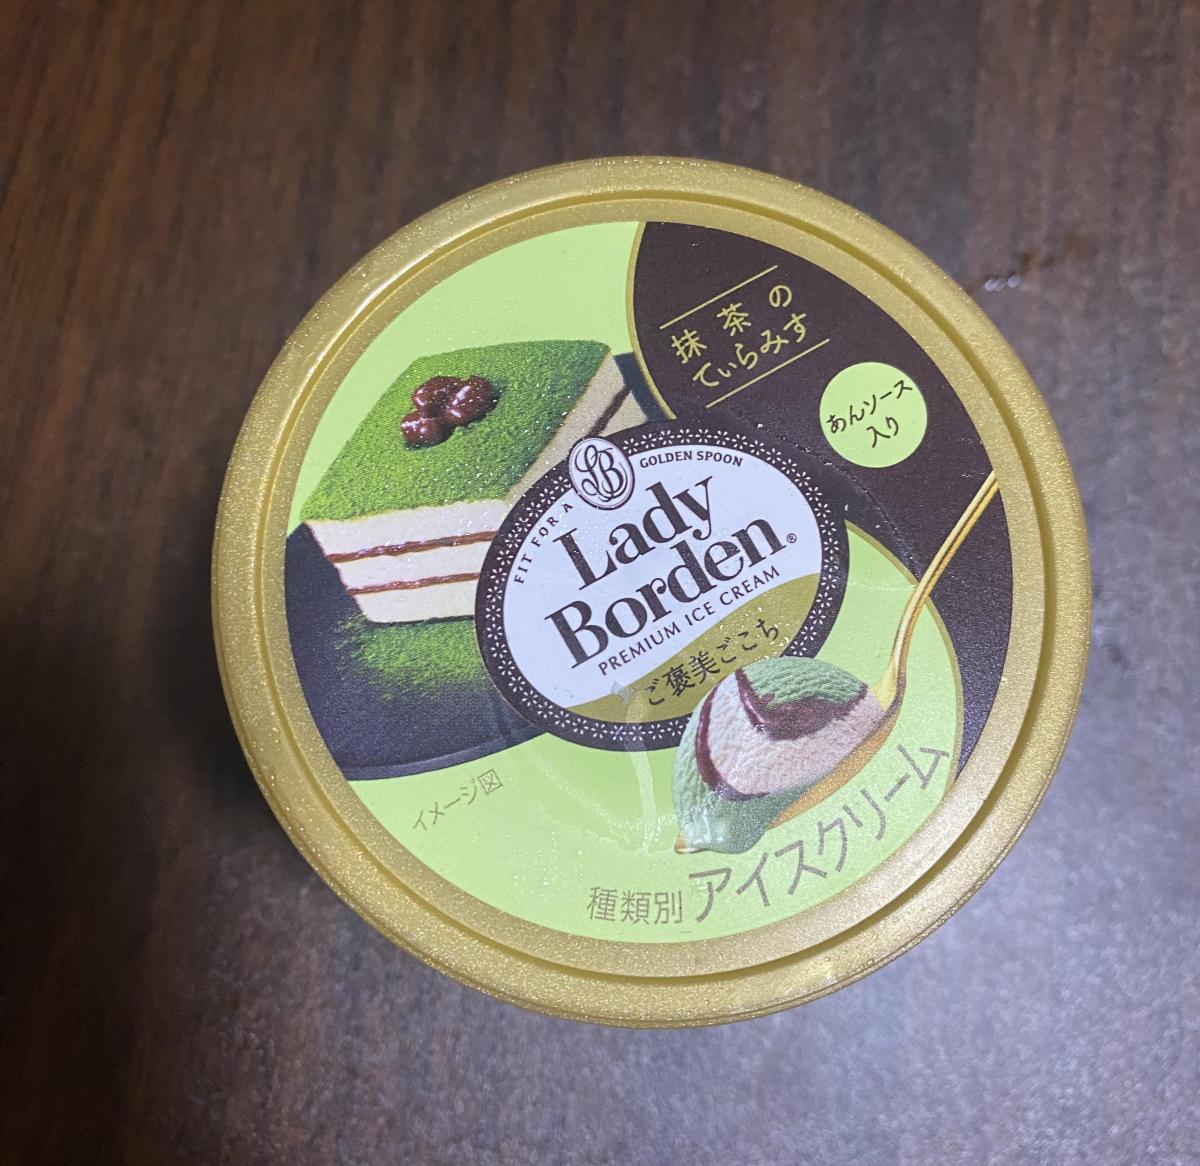 抹茶の
てぃらみす
あんソース
入り
LB
FIT FOR A GOLDEN SPOON
Lady
Borden®
PREMIUM ICE CREAM
ご褒美ごこち
イメージ図
種類別 アイスクリーム